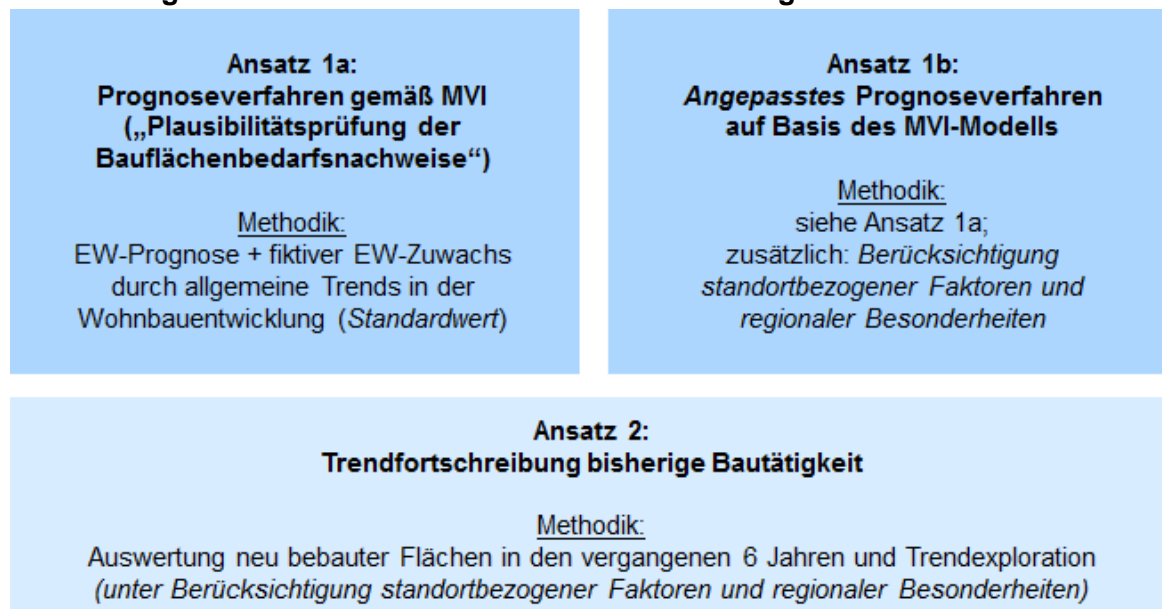 Ansatz 1a:
Prognoseverfahren gemäß MVI
(„Plausibilitätsprüfung der
Bauflächenbedarfsnachweise“)
Methodik:
EW-Prognose + fiktiver EW-Zuwachs
durch allgemeine Trends in der
Wohnbauentwicklung (Standardwert)
Ansatz 1b:
Angepasstes Prognoseverfahren
auf Basis des MVI-Modells
Methodik:
siehe Ansatz 1a;
zusätzlich: Berücksichtigung
standortbezogener Faktoren und
regionaler Besonderheiten
Ansatz 2:
Trendfortschreibung bisherige Bautätigkeit
Methodik:
Auswertung neu bebauter Flächen in den vergangenen 6 Jahren und Trendexploration
(unter Berücksichtigung standortbezogener Faktoren und regionaler Besonderheiten)